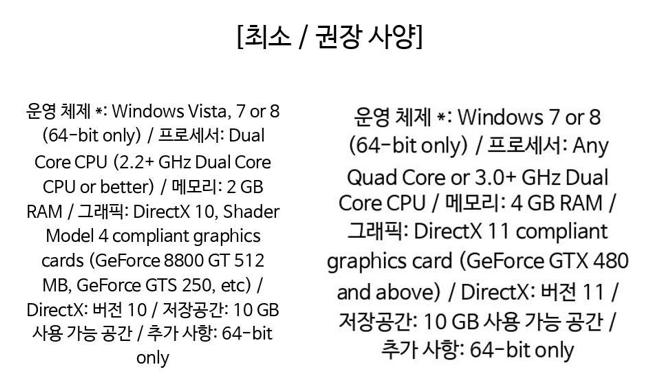 [최소 / 권장 사양]
운영 체제 *: Windows Vista, 7 or 8
(64-bit only) / 프로세서: Dual
Core CPU (2.2+ GHz Dual Core
CPU or better) / 메모리: 2 GB
RAM / 그래픽: DirectX 10, Shader
Model 4 compliant graphics
cards (GeForce 8800 GT 512
MB, GeForce GTS 250, etc) /
DirectX: 버전 10 / 저장공간: 10 GB
사용 가능 공간 / 추가 사항: 64-bit
only
운영 체제 *: Windows 7 or 8
(64-bit only) / 프로세서: Any
Quad Core or 3.0+ GHz Dual
Core CPU / 메모리: 4 GB RAM /
그래픽: DirectX 11 compliant
graphics card (GeForce GTX 480
and above) / DirectX: 버전 11 /
저장공간: 10 GB 사용 가능 공간 /
추가 사항: 64-bit only